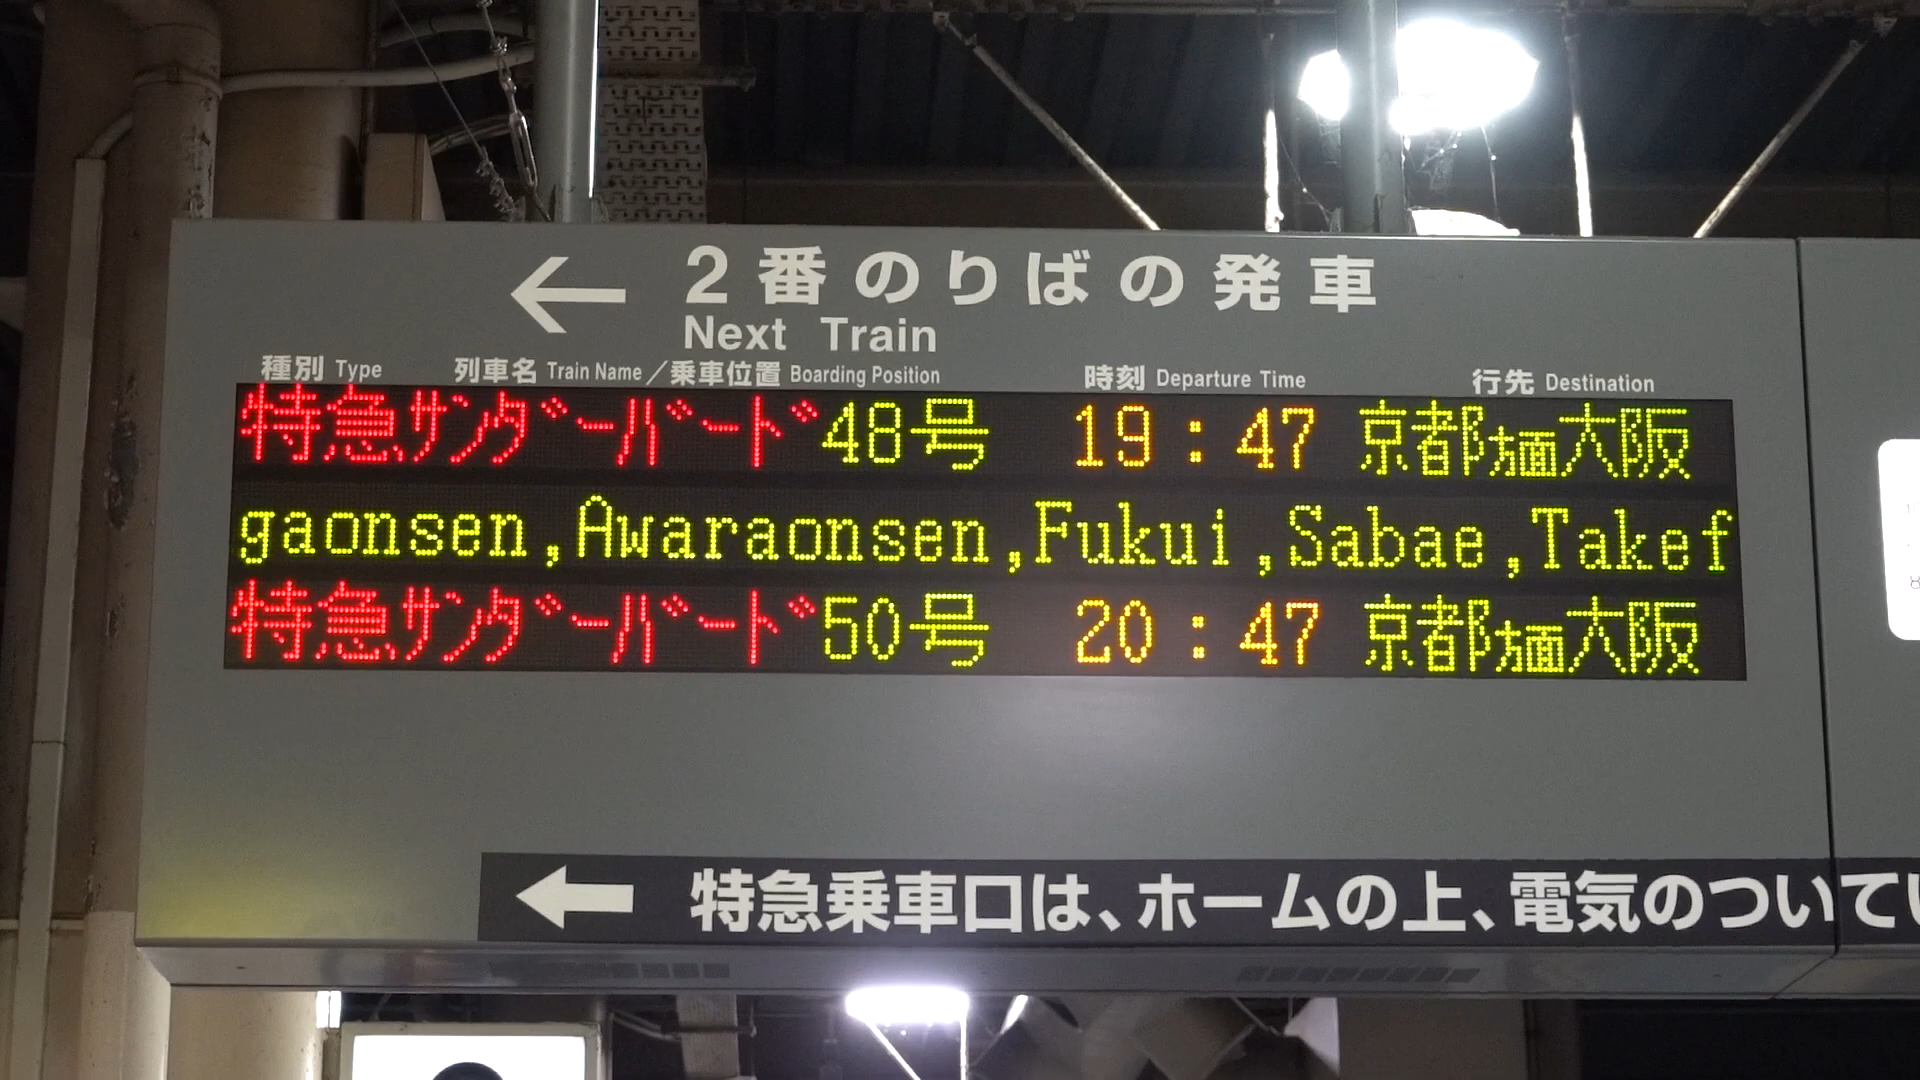 ← 2番のりばの発車
Next Train
種別 Type 列車名 Train Name／乗車位置 Boarding Position 時刻 Departure Time 行先 Destination
特急サンダーバード48号 19:47 京都方面大阪
gaonsen,Awaraonsen,Fukui,Sabae,Takef
特急サンダーバード50号 20:47 京都方面大阪
← 特急乗車口は、ホームの上、電気のついてい